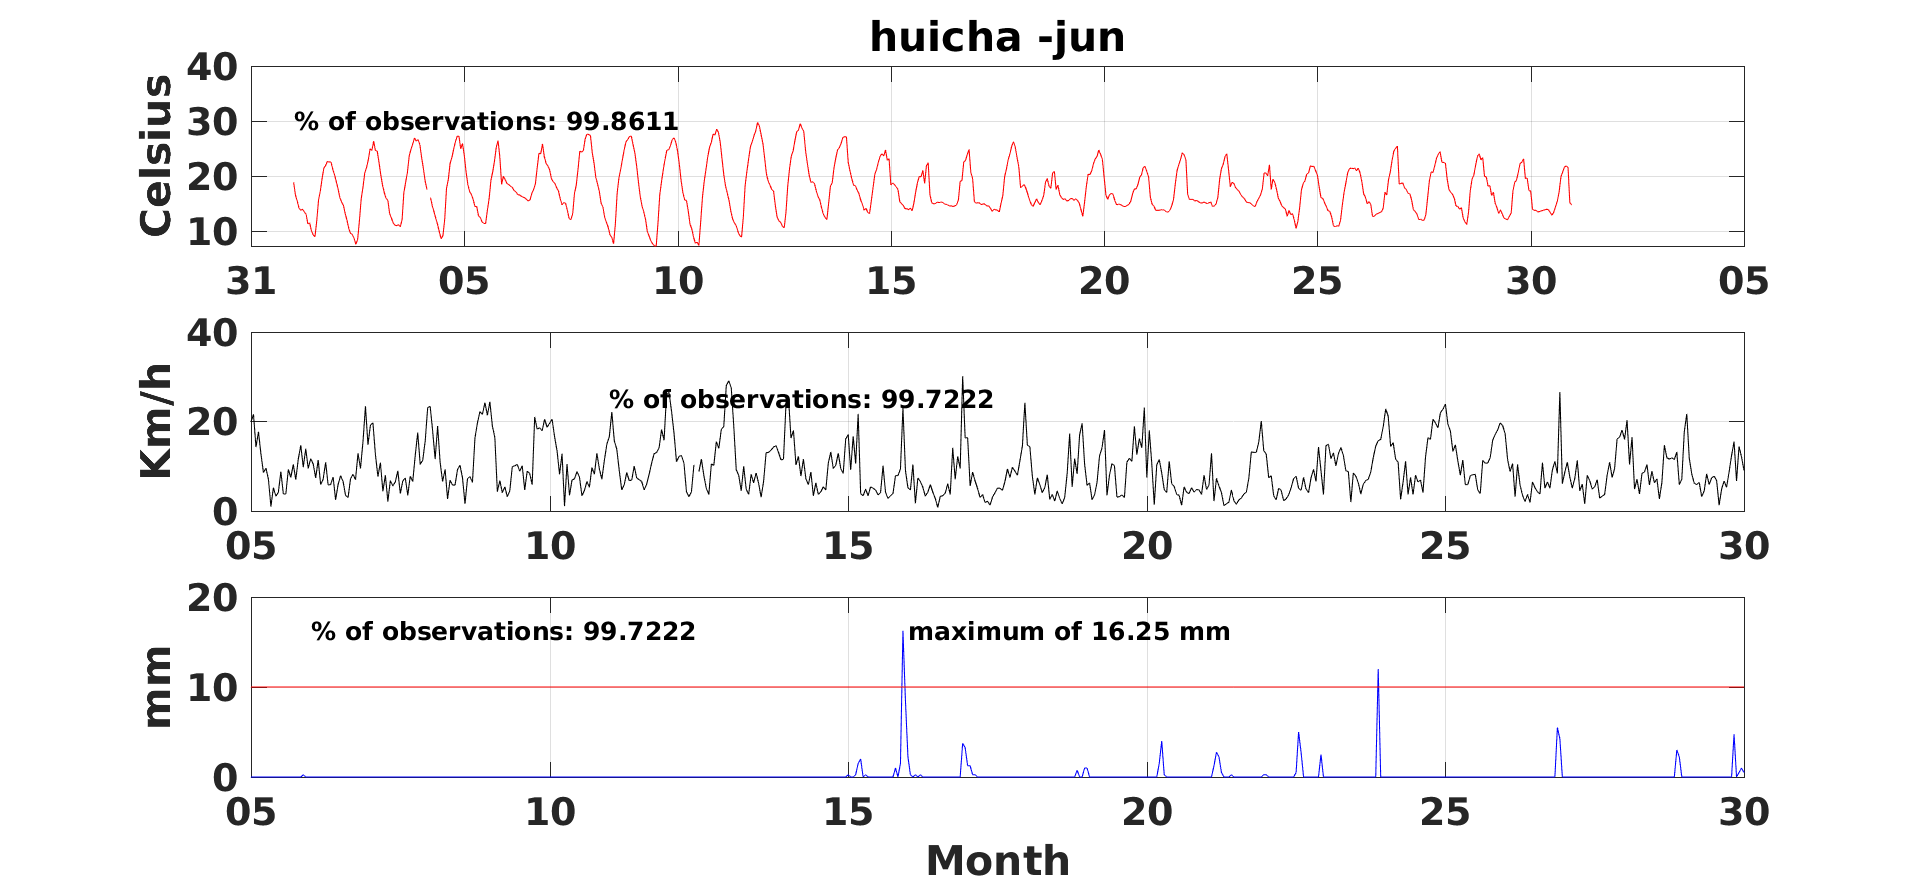 huicha -jun
Celsius
40
30
20
10
% of observations: 99.8611
31 05 10 15 20 25 30 05
Km/h
40
20
0
% of observations: 99.7222
05 10 15 20 25 30
mm
20
10
0
% of observations: 99.7222 maximum of 16.25 mm
05 10 15 20 25 30
Month